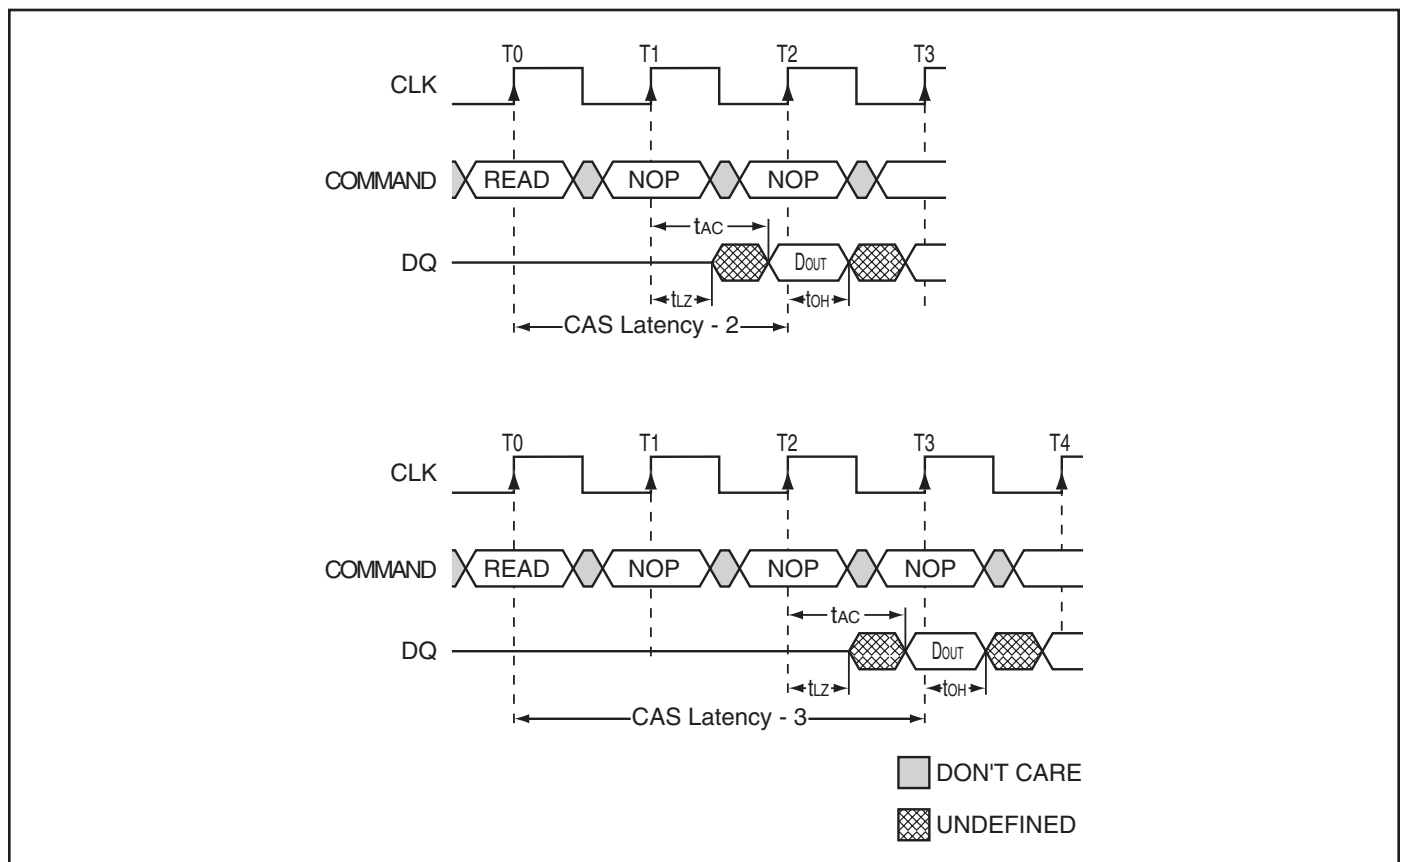 T0 T1 T2 T3
CLK
COMMAND READ NOP NOP
tAC
DQ DOUT
tLZ tOH
CAS Latency - 2
T0 T1 T2 T3 T4
CLK
COMMAND READ NOP NOP NOP
tAC
DQ DOUT
tLZ tOH
CAS Latency - 3
DON'T CARE
UNDEFINED